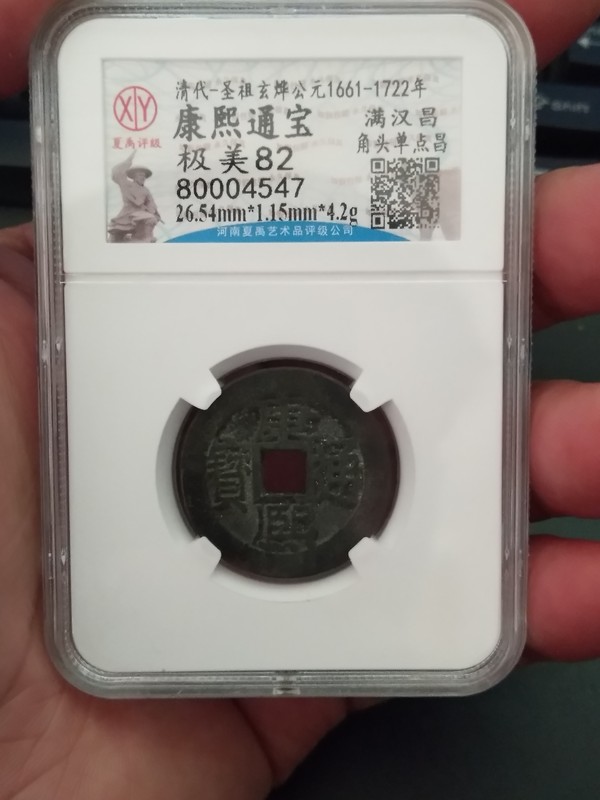 清代-圣祖玄烨公元1661-1722年
XY
夏禹评级
康熙通宝
满汉昌
极美82
角头单点昌
80004547
26.54mm*1.15mm*4.2g
河南夏禹艺术品评级公司
康熙通寶